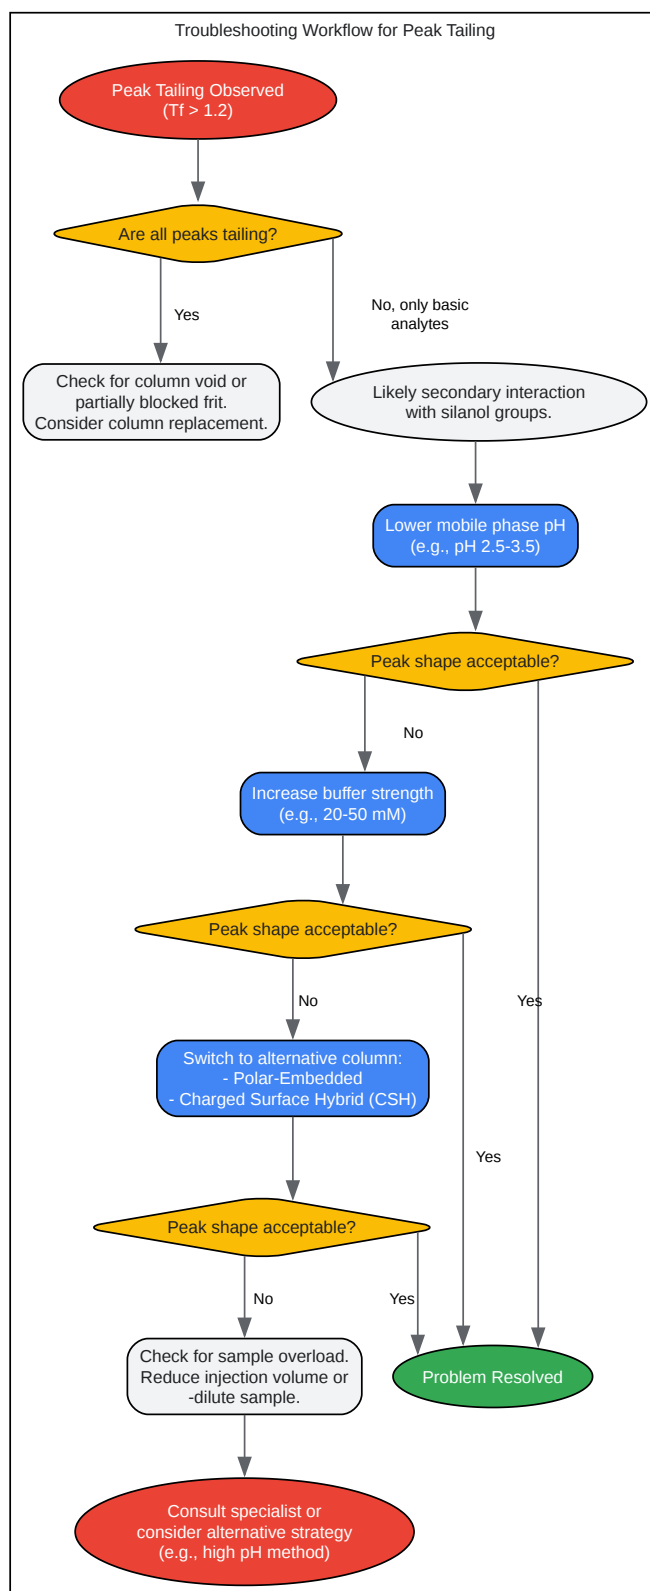 Troubleshooting Workflow for Peak Tailing
Peak Tailing Observed
(Tf > 1.2)
Are all peaks tailing?
Yes
No, only basic
analytes
Check for column void or
partially blocked frit.
Consider column replacement.
Likely secondary interaction
with silanol groups.
Lower mobile phase pH
(e.g., pH 2.5-3.5)
Peak shape acceptable?
No
Increase buffer strength
(e.g., 20-50 mM)
Peak shape acceptable?
No
Yes
Switch to alternative column:
- Polar-Embedded
- Charged Surface Hybrid (CSH)
Yes
Peak shape acceptable?
No
Yes
Check for sample overload.
Reduce injection volume or
-dilute sample.
Problem Resolved
Consult specialist or
consider alternative strategy
(e.g., high pH method)